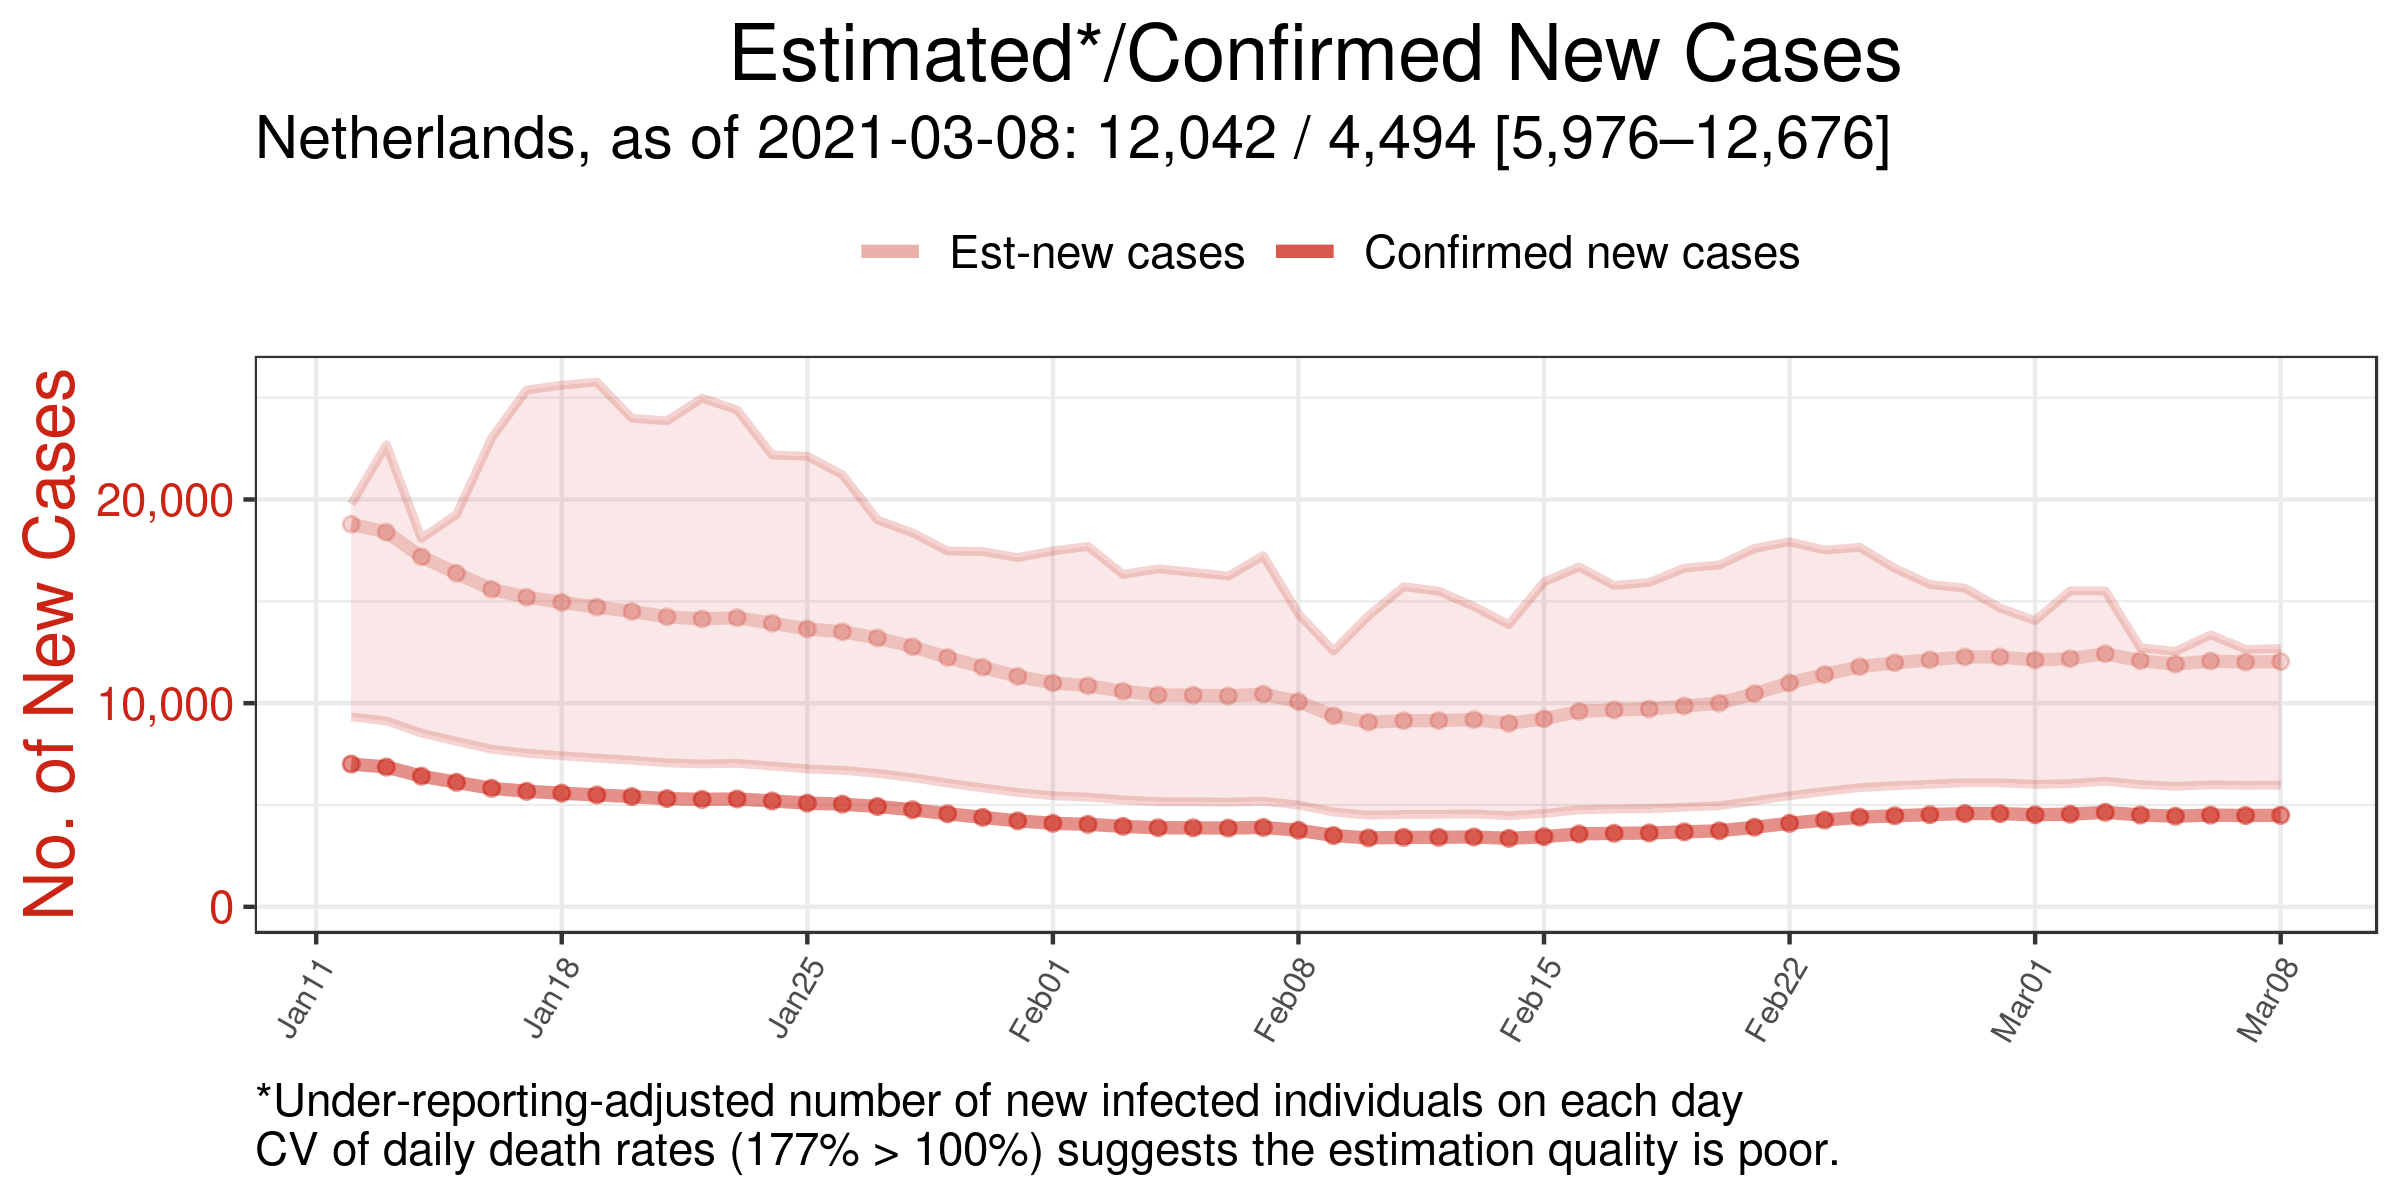 Estimated*/Confirmed New Cases
Netherlands, as of 2021-03-08: 12,042 / 4,494 [5,976–12,676]
Est-new cases
Confirmed new cases
No. of New Cases
20,000
10,000
0
Jan11
Jan18
Jan25
Feb01
Feb08
Feb15
Feb22
Mar01
Mar08
*Under-reporting-adjusted number of new infected individuals on each day
CV of daily death rates (177% > 100%) suggests the estimation quality is poor.